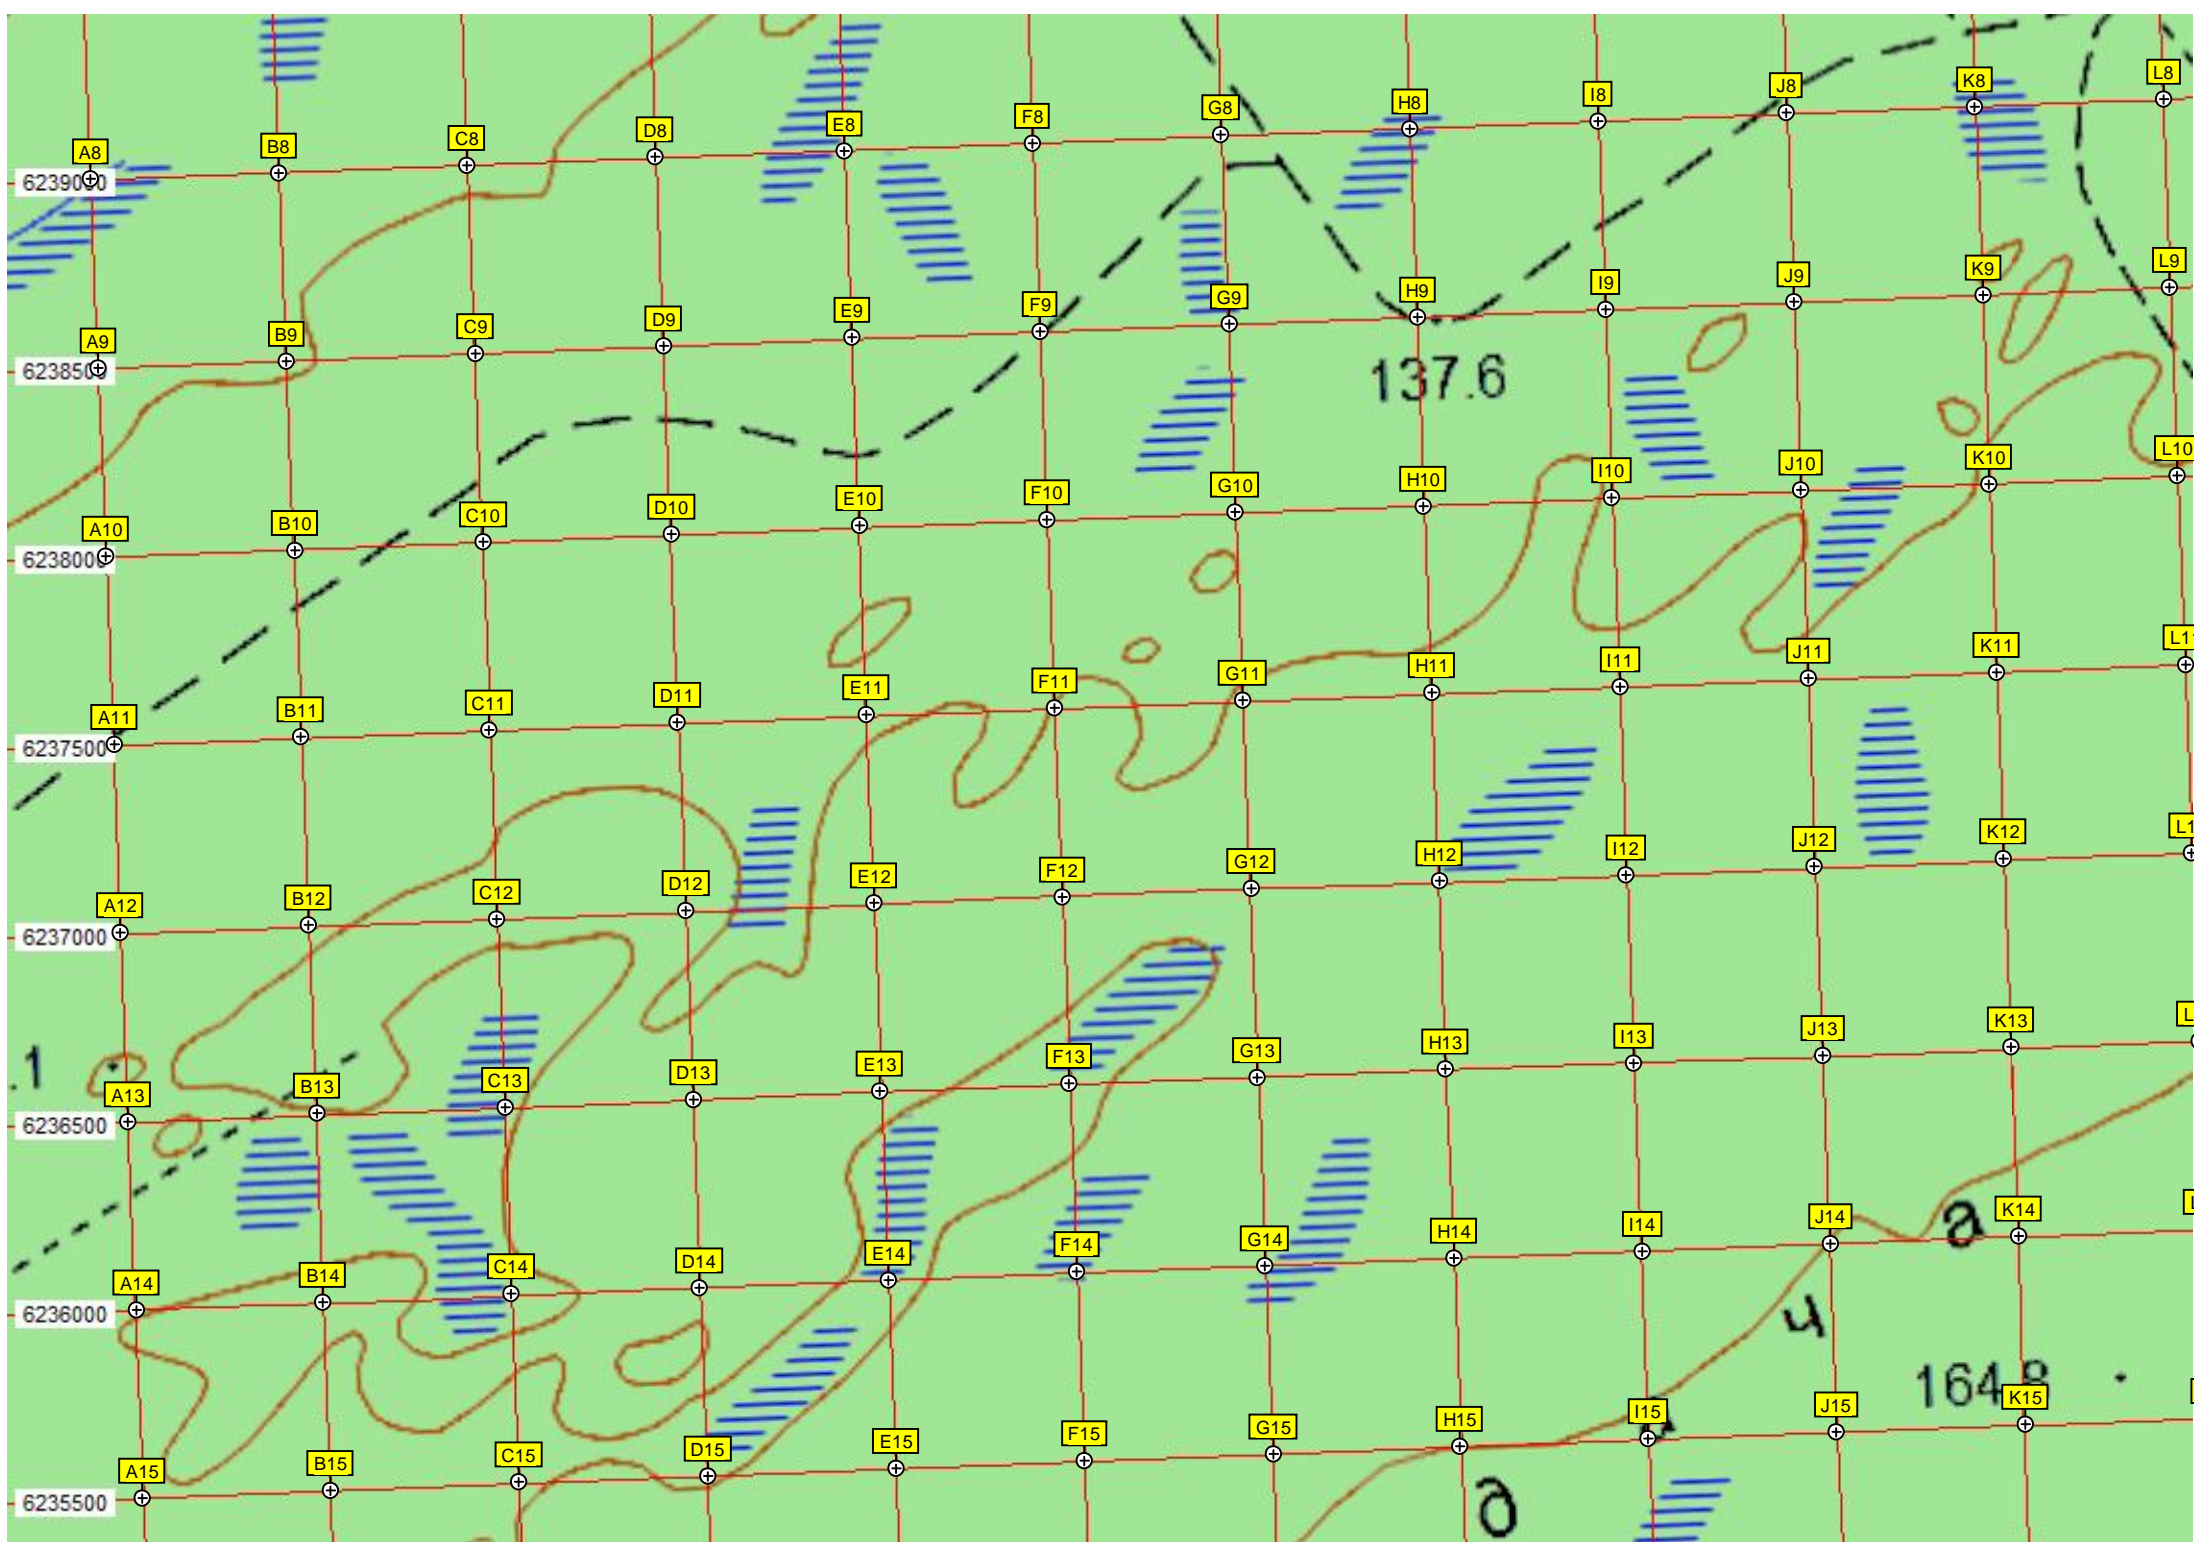 A8 B8 C8 D8 E8 F8 G8 H8 I8 J8 K8 L8
6239000
A9 B9 C9 D9 E9 F9 G9 H9 I9 J9 K9 L9
6238500
137.6
A10 B10 C10 D10 E10 F10 G10 H10 I10 J10 K10 L10
6238000
A11 B11 C11 D11 E11 F11 G11 H11 I11 J11 K11
6237500
A12 B12 C12 D12 E12 F12 G12 H12 I12 J12 K12
6237000
.1
A13 B13 C13 D13 E13 F13 G13 H13 I13 J13 K13
6236500
A14 B14 C14 D14 E14 F14 G14 H14 I14 J14 K14
а
6236000
ч
164.8
A15 B15 C15 D15 E15 F15 G15 H15 I15 J15 K15
6235500
д